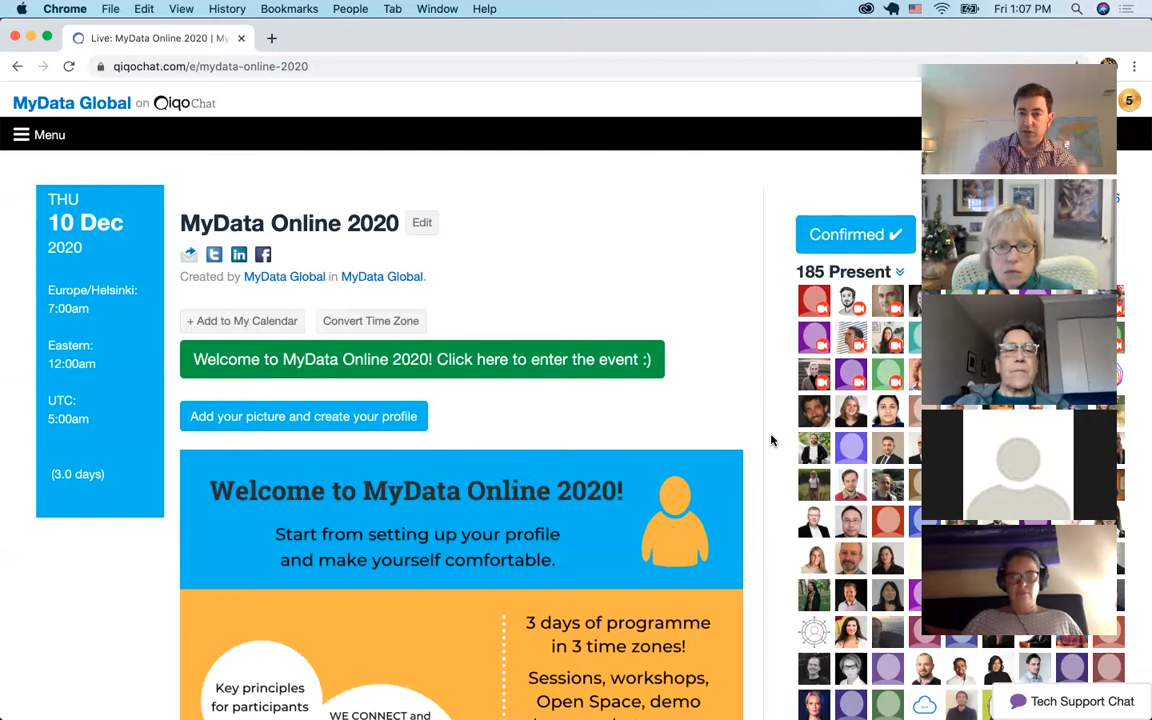 Chrome File Edit View History Bookmarks People Tab Window Help Fri 1:07 PM
Live: MyData Online 2020 | My
qiqochat.com/e/mydata-online-2020
MyData Global on QiqoChat
5
Menu
THU
10 Dec
2020
Europe/Helsinki:
7:00am
Eastern:
12:00am
UTC:
5:00am
(3.0 days)
MyData Online 2020 Edit
Created by MyData Global in MyData Global.
+ Add to My Calendar Convert Time Zone
Welcome to MyData Online 2020! Click here to enter the event :)
Add your picture and create your profile
Welcome to MyData Online 2020!
Start from setting up your profile
and make yourself comfortable.
Key principles
for participants
WE CONNECT and
3 days of programme
in 3 time zones!
Sessions, workshops,
Open Space, demo
Confirmed ✔
185 Present
Tech Support Chat